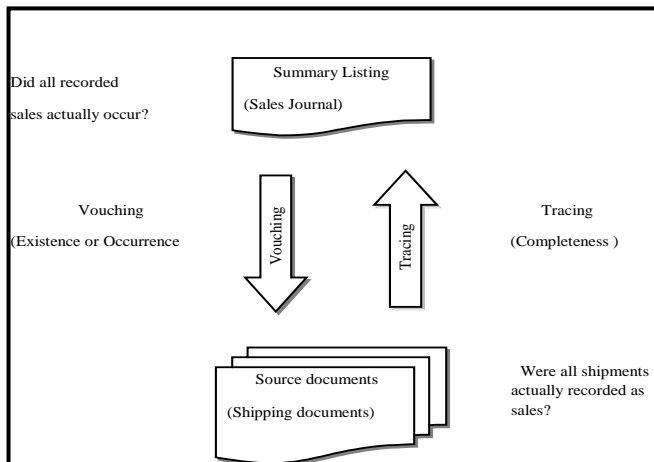 Summary Listing
(Sales Journal)
Did all recorded
sales actually occur?
Vouching
(Existence or Occurrence
Vouching
Tracing
Tracing
(Completeness )
Source documents
(Shipping documents)
Were all shipments
actually recorded as
sales?